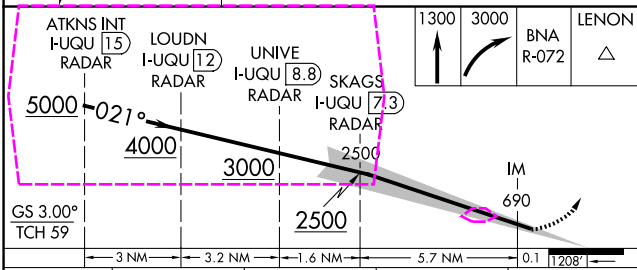 ATKNS INT
I-UQU 15
RADAR
LOUDN
I-UQU 12
RADAR
UNIVE
I-UQU 8.8
RADAR
SKAGS
I-UQU 7.3
RADAR
1300
3000
BNA
R-072
LENON
5000
021°
4000
3000
2500
2500
IM
690
GS 3.00°
TCH 59
3 NM
3.2 NM
1.6 NM
5.7 NM
0.1
1208'